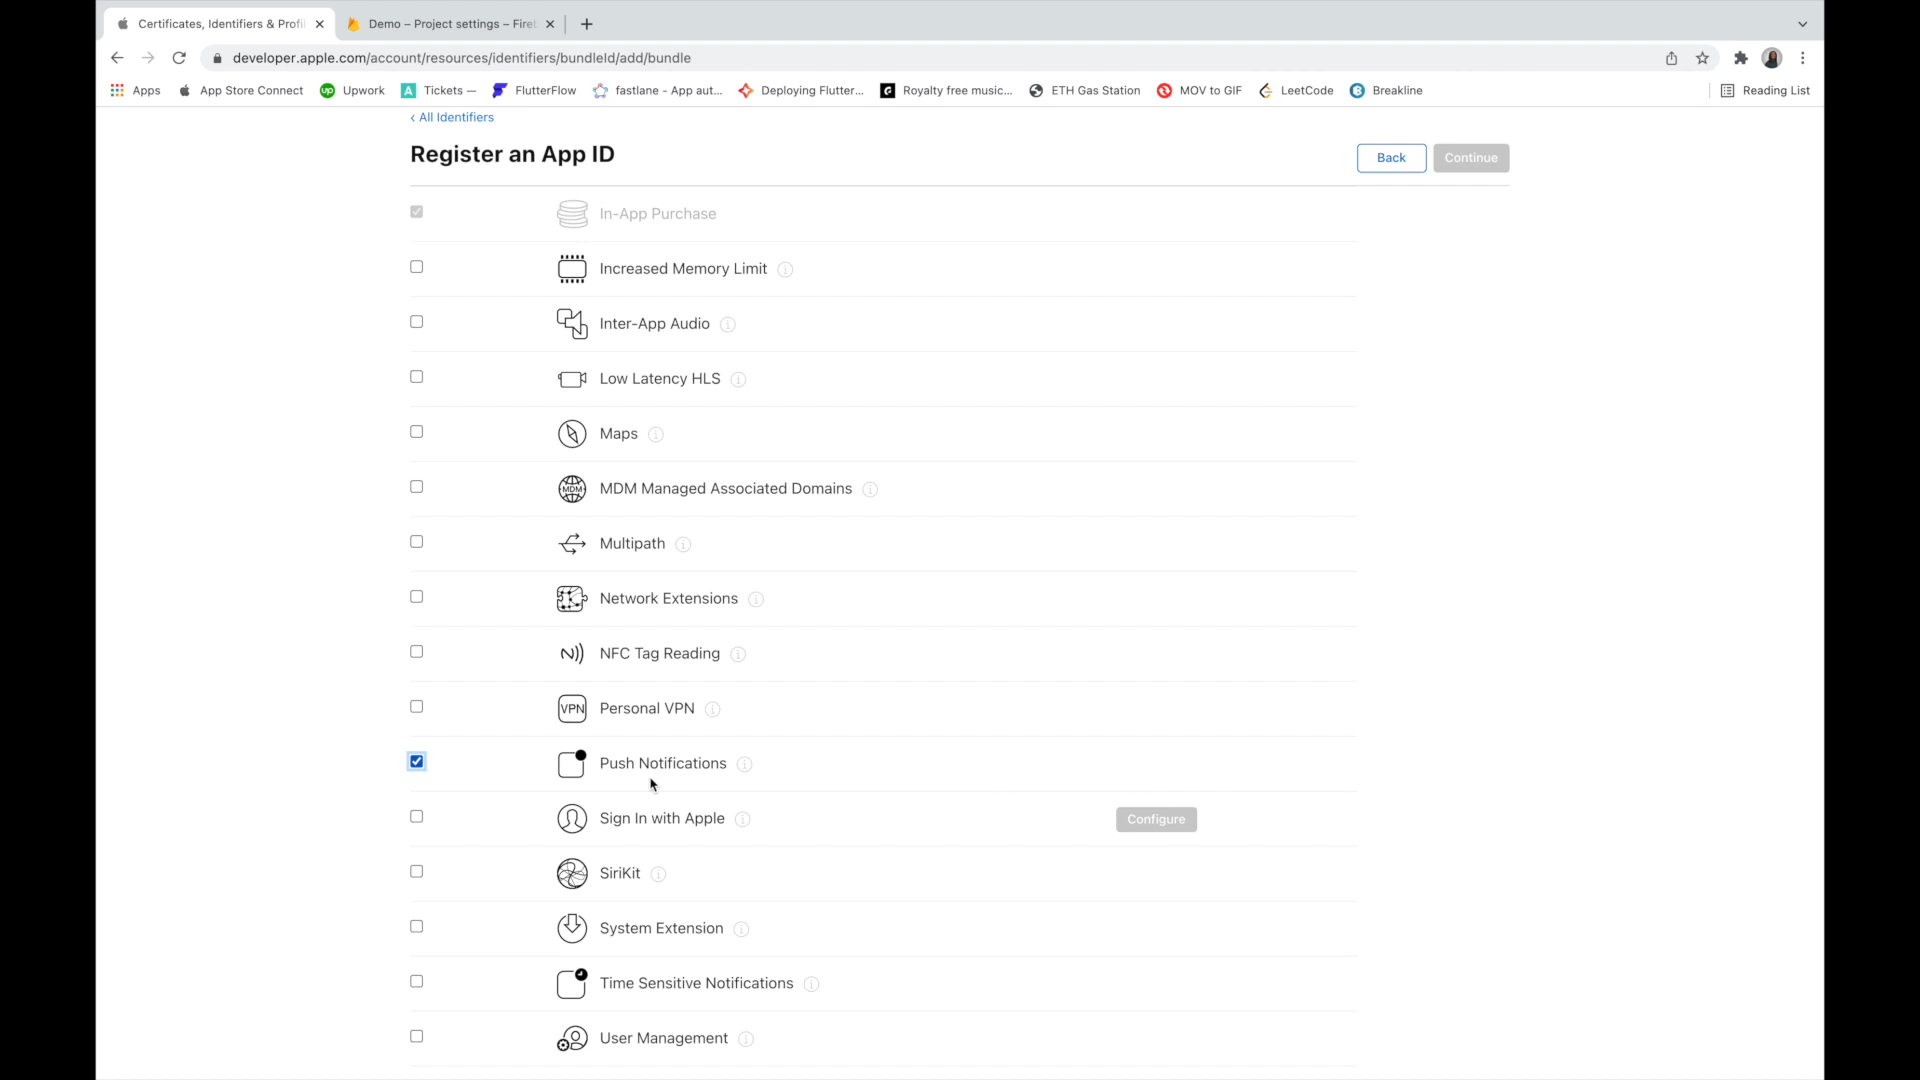 Certificates, Identifiers & Profi
Demo – Project settings – Fireb
developer.apple.com/account/resources/identifiers/bundleId/add/bundle
Apps
App Store Connect
up
Upwork
A
Tickets —
FlutterFlow
fastlane - App aut...
Deploying Flutter...
Royalty free music...
ETH Gas Station
MOV to GIF
LeetCode
Breakline
Reading List
‹ All Identifiers
Register an App ID
Back
Continue
In-App Purchase
Increased Memory Limit
Inter-App Audio
Low Latency HLS
Maps
MDM
MDM Managed Associated Domains
Multipath
Network Extensions
NFC Tag Reading
VPN
Personal VPN
Push Notifications
Sign In with Apple
Configure
SiriKit
System Extension
Time Sensitive Notifications
User Management